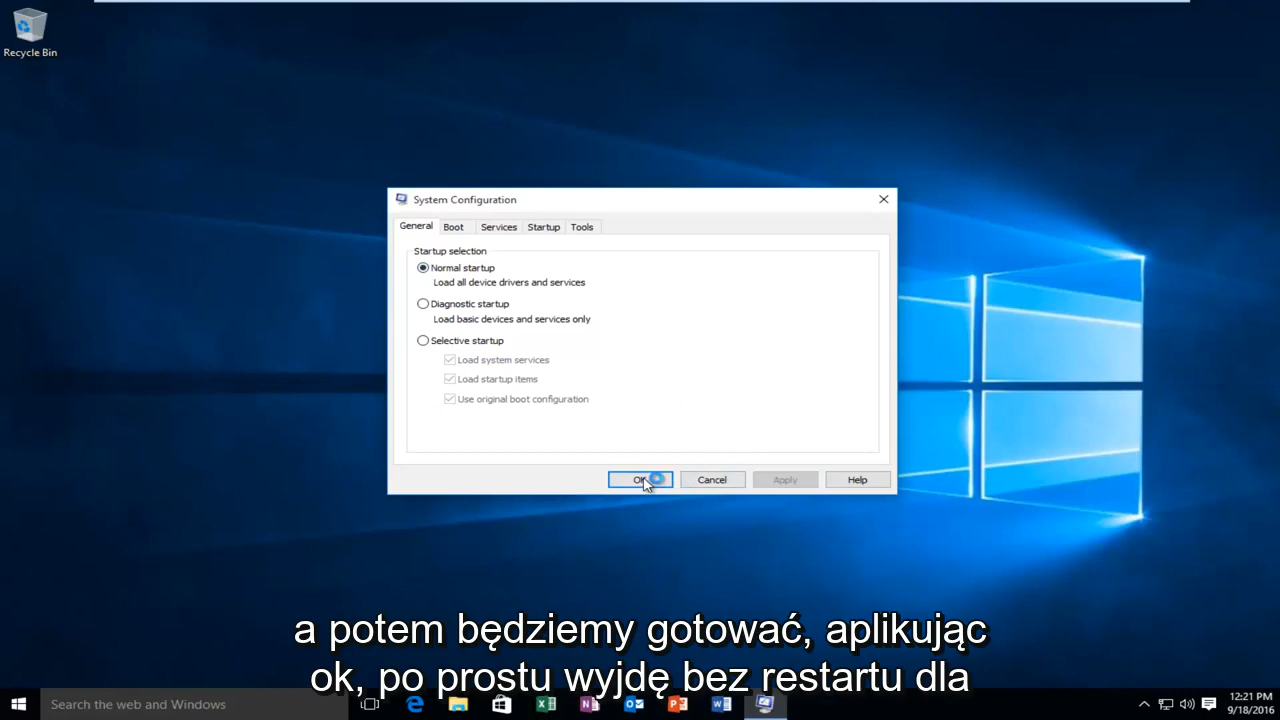 Recycle Bin
System Configuration
General Boot Services Startup Tools
Startup selection
Normal startup
Load all device drivers and services
Diagnostic startup
Load basic devices and services only
Selective startup
Load system services
Load startup items
Use original boot configuration
OK Cancel Apply Help
a potem będziemy gotować, aplikując
ok, po prostu wyjdę bez restartu dla
Search the web and Windows
12:21 PM
9/18/2016